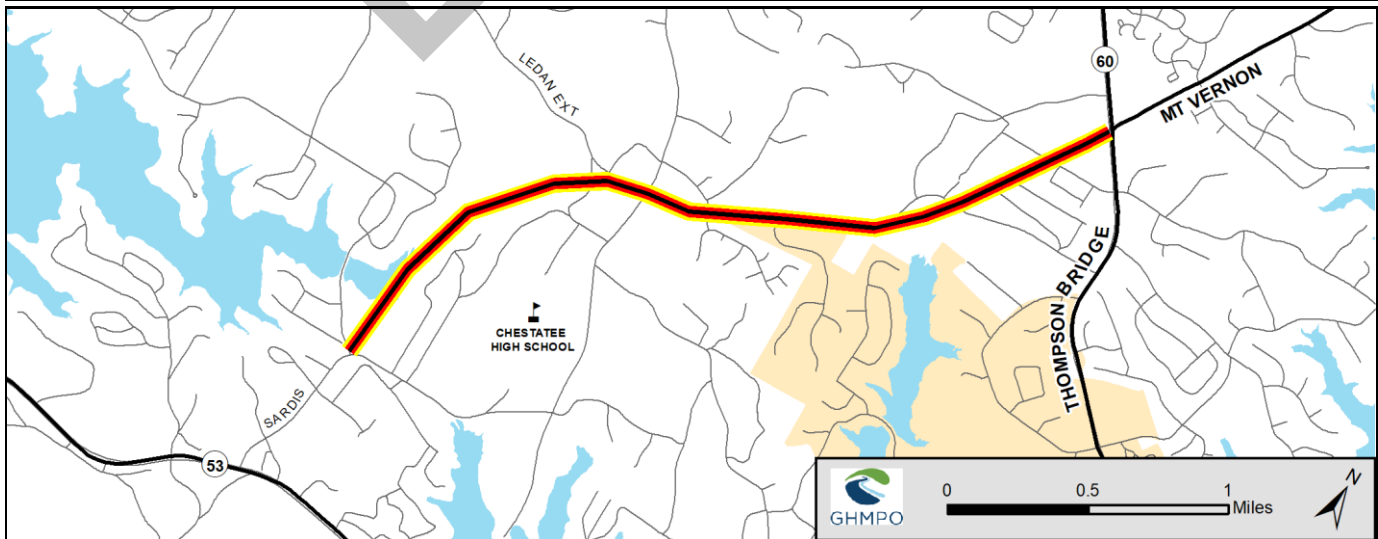 60
MT VERNON
LEDAN EXT
CHESTATEE
HIGH SCHOOL
THOMPSON BRIDGE
SARDIS
53
GHMPO
0 0.5 1
Miles
N